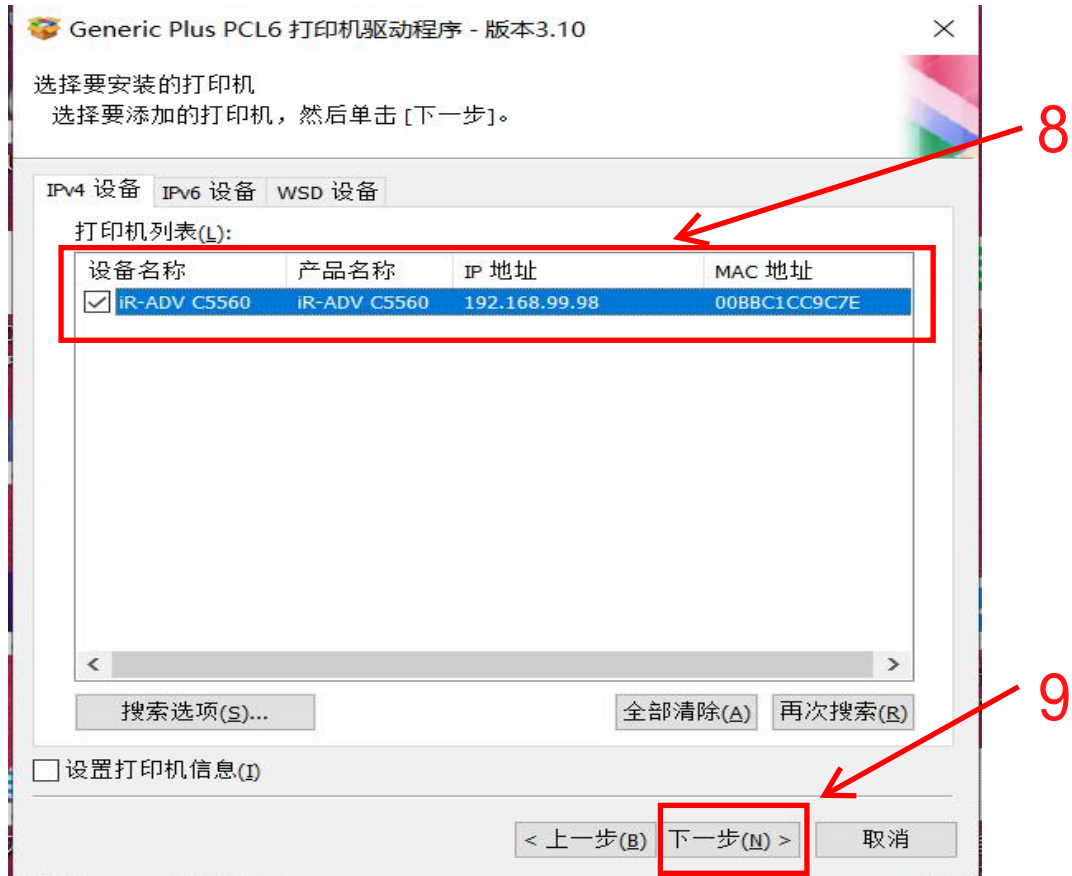 Generic Plus PCL6 打印机驱动程序 - 版本3.10
选择要安装的打印机
选择要添加的打印机，然后单击 [下一步]。
8
IPv4 设备 IPv6 设备 WSD 设备
打印机列表(L):
设备名称 产品名称 IP 地址 MAC 地址
iR-ADV C5560 iR-ADV C5560 192.168.99.98 00BBC1CC9C7E
搜索选项(S)... 全部清除(A) 再次搜索(R)
9
设置打印机信息(I)
< 上一步(B) 下一步(N) > 取消